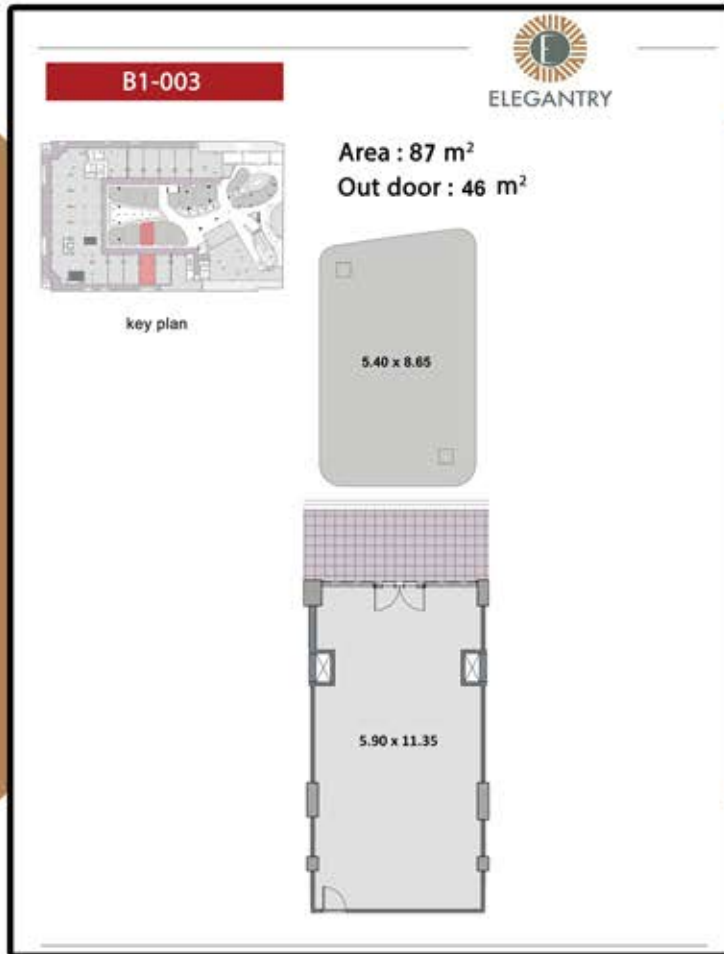 B1-003
E
ELEGANTRY
Area : 87 m²
Out door : 46 m²
key plan
5.40 x 8.65
5.90 x 11.35